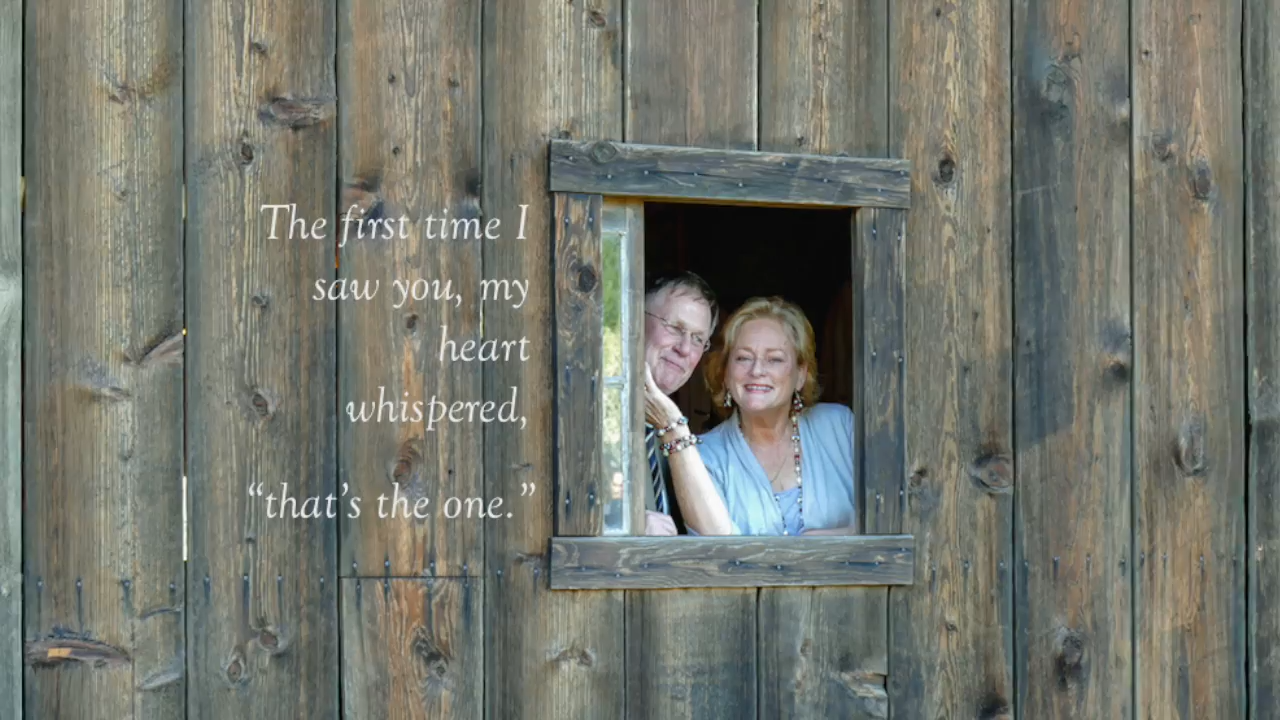 The first time I
saw you, my
heart
whispered,
“that’s the one.”